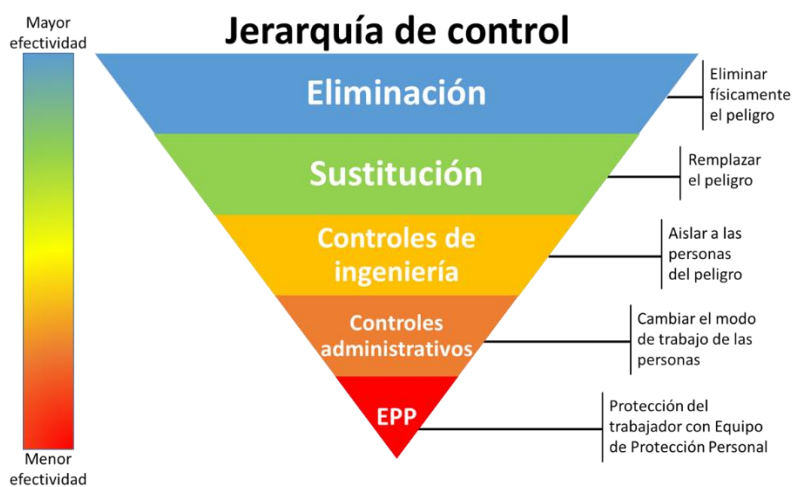 Mayor
efectividad
Jerarquía de control
Eliminación
Eliminar
físicamente
el peligro
Sustitución
Remplazar
el peligro
Controles de
ingeniería
Aislar a las
personas
del peligro
Controles
administrativos
Cambiar el modo
de trabajo de las
personas
EPP
Protección del
trabajador con Equipo
de Protección Personal
Menor
efectividad